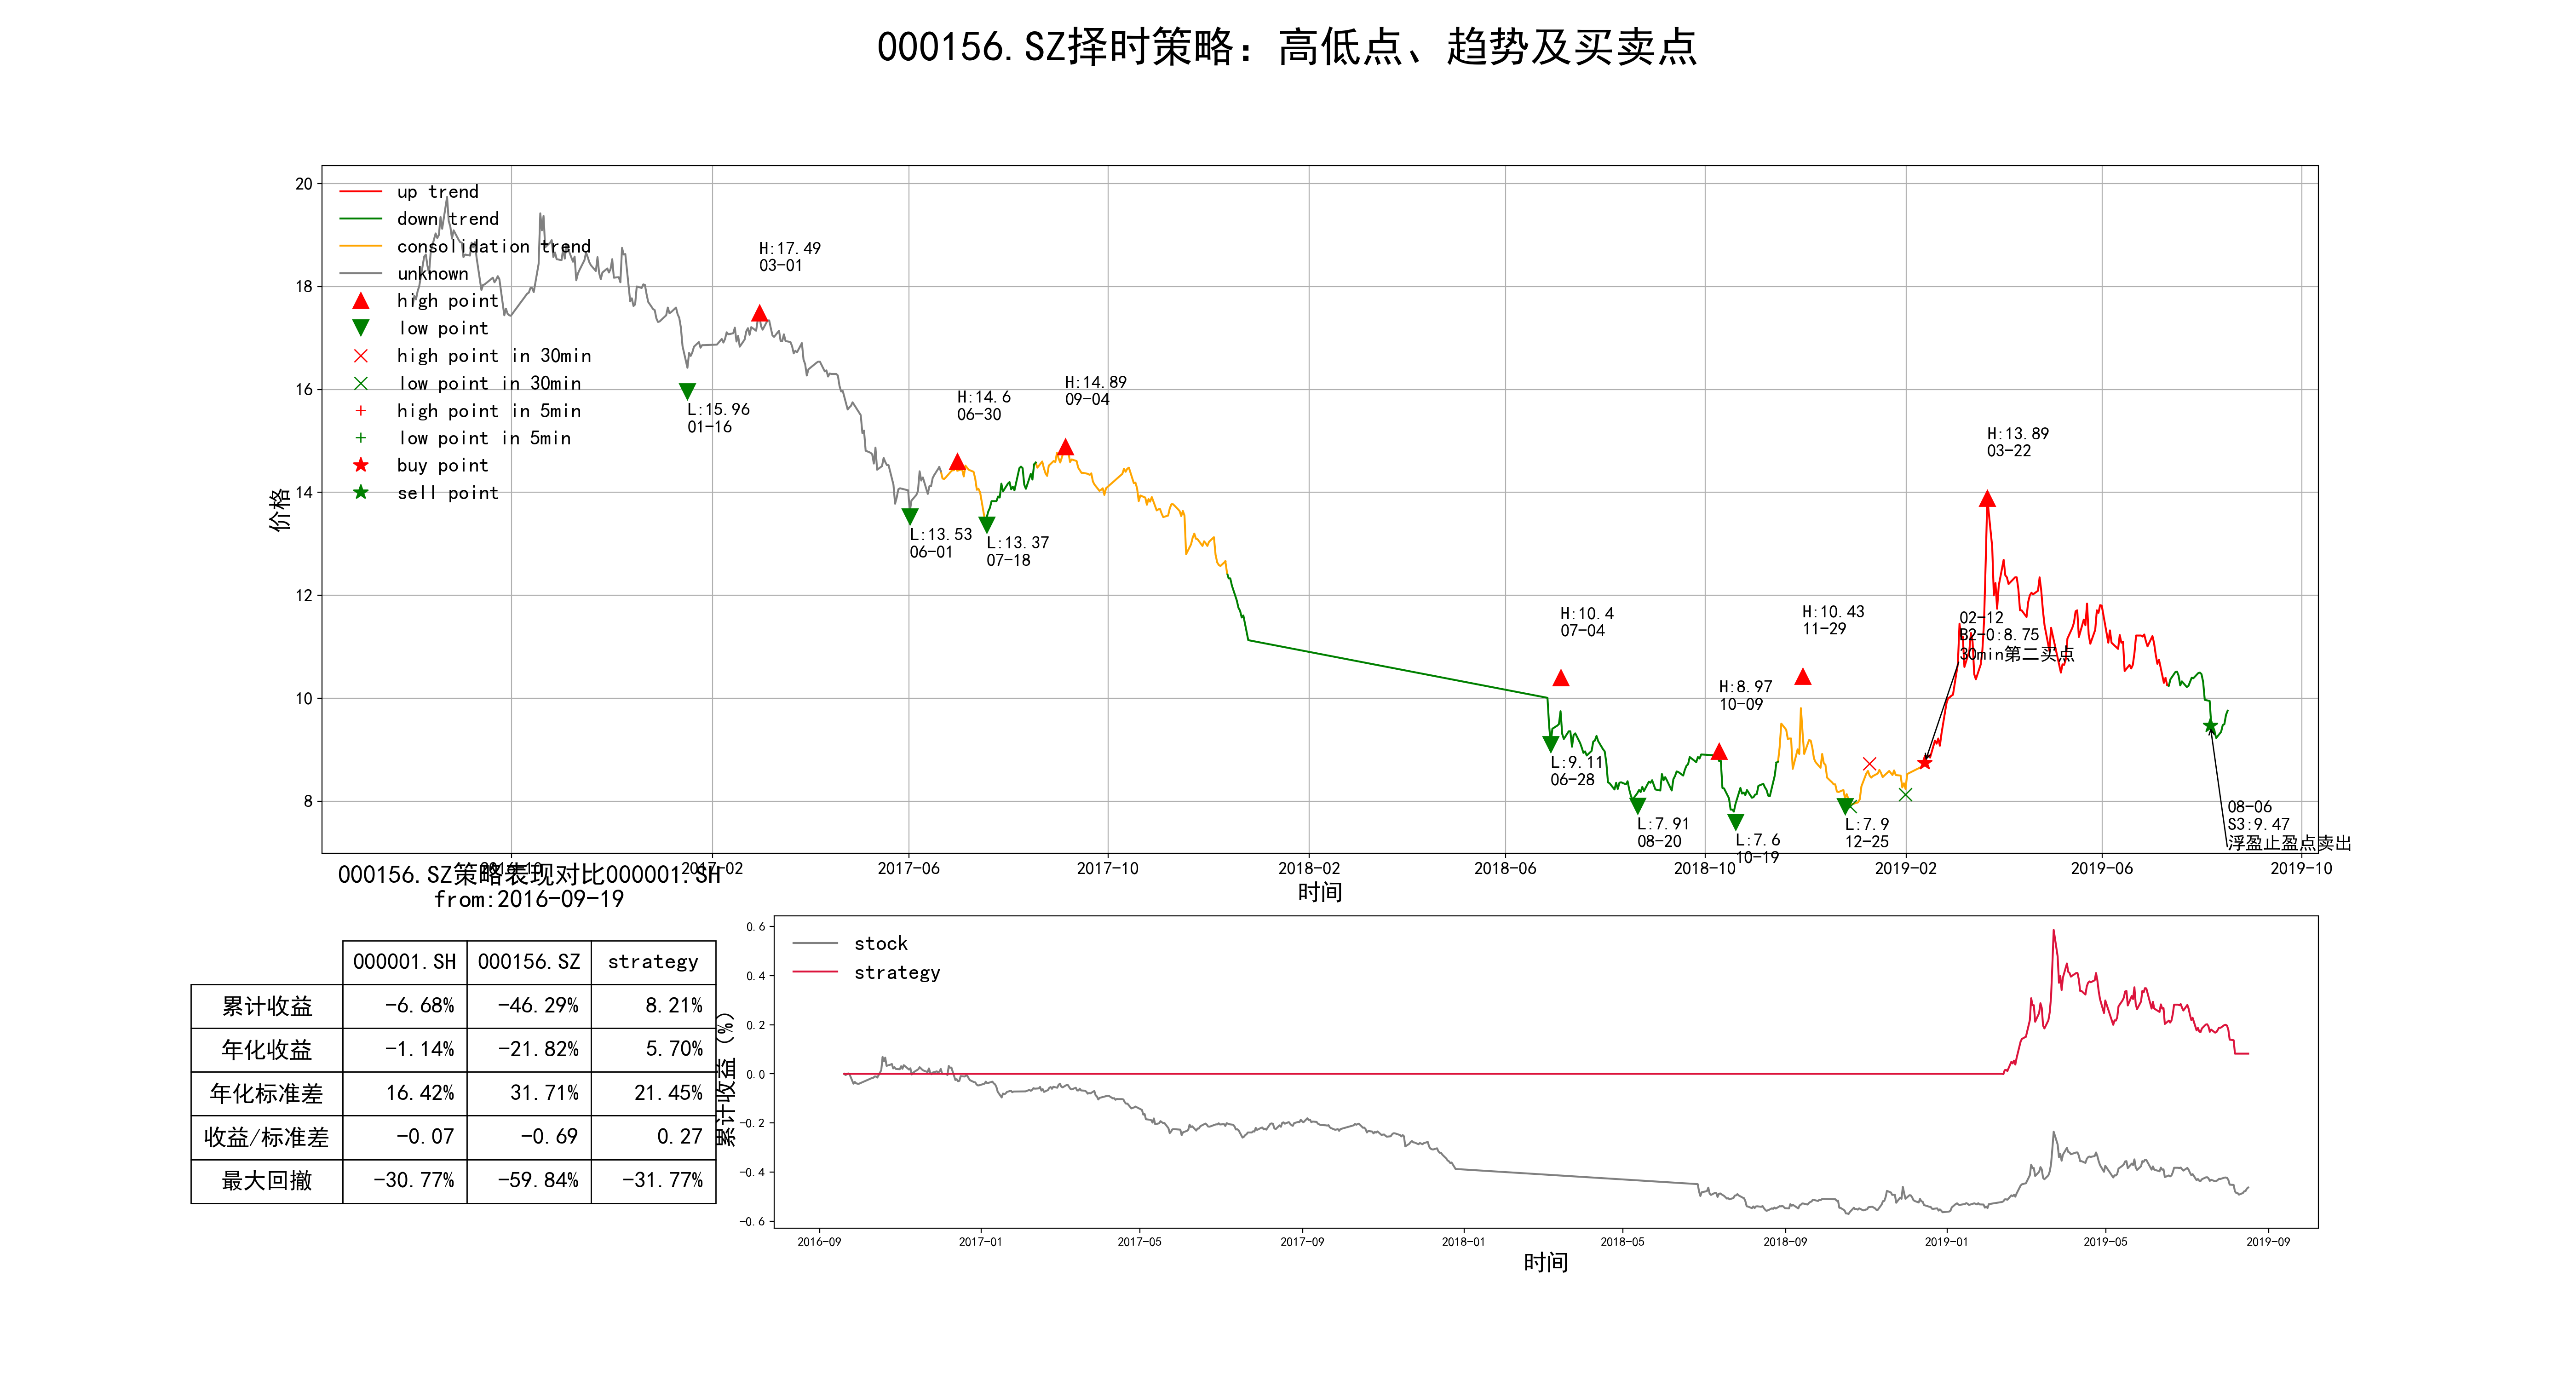 000156.SZ择时策略：高低点、趋势及买卖点
up trend
down trend
consolidation trend
unknown
high point
low point
high point in 30min
low point in 30min
high point in 5min
low point in 5min
buy point
sell point
价格
20
18
16
14
12
10
8
H:17.49
03-01
L:15.96
01-16
H:14.6
06-30
H:14.89
09-04
L:13.53
06-01
L:13.37
07-18
H:10.4
07-04
L:9.11
06-28
L:7.91
08-20
H:8.97
10-09
L:7.6
10-19
H:10.43
11-29
L:7.9
12-25
H:13.89
03-22
02-12
B2-0:8.75
30min第二买点
08-06
S3:9.47
浮盈止盈点卖出
2016-10
2017-02
2017-06
2017-10
2018-02
2018-06
2018-10
2019-02
2019-06
2019-10
时间
000156.SZ策略表现对比000001.SH
from:2016-09-19
000001.SH 000156.SZ strategy
累计收益 -6.68% -46.29% 8.21%
年化收益 -1.14% -21.82% 5.70%
年化标准差 16.42% 31.71% 21.45%
收益/标准差 -0.07 -0.69 0.27
最大回撤 -30.77% -59.84% -31.77%
累计收益（%）
0.6
0.4
0.2
0.0
-0.2
-0.4
-0.6
stock
strategy
2016-09
2017-01
2017-05
2017-09
2018-01
2018-05
2018-09
2019-01
2019-05
2019-09
时间